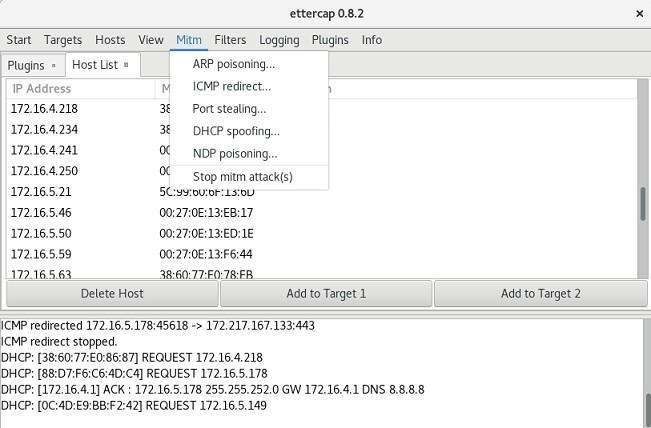 ettercap 0.8.2 ×
Start Targets Hosts View Mitm Filters Logging Plugins Info
Plugins Host List
ARP poisoning...
ICMP redirect...
Port stealing...
DHCP spoofing...
NDP poisoning...
Stop mitm attack(s)
IP Address
172.16.4.218 38
172.16.4.234 38
172.16.4.241 00
172.16.4.250 00
172.16.5.21 5C:99:60:6F:13:6D
172.16.5.46 00:27:0E:13:EB:17
172.16.5.50 00:27:0E:13:ED:1E
172.16.5.59 00:27:0E:13:F6:44
172.16.5.63 38:60:77:E0:78:EB
Delete Host Add to Target 1 Add to Target 2
ICMP redirected 172.16.5.178:45618 -> 172.217.167.133:443
ICMP redirect stopped.
DHCP: [38:60:77:E0:86:87] REQUEST 172.16.4.218
DHCP: [88:D7:F6:C6:4D:C4] REQUEST 172.16.5.178
DHCP: [172.16.4.1] ACK : 172.16.5.178 255.255.252.0 GW 172.16.4.1 DNS 8.8.8.8
DHCP: [0C:4D:E9:BB:F2:42] REQUEST 172.16.5.149